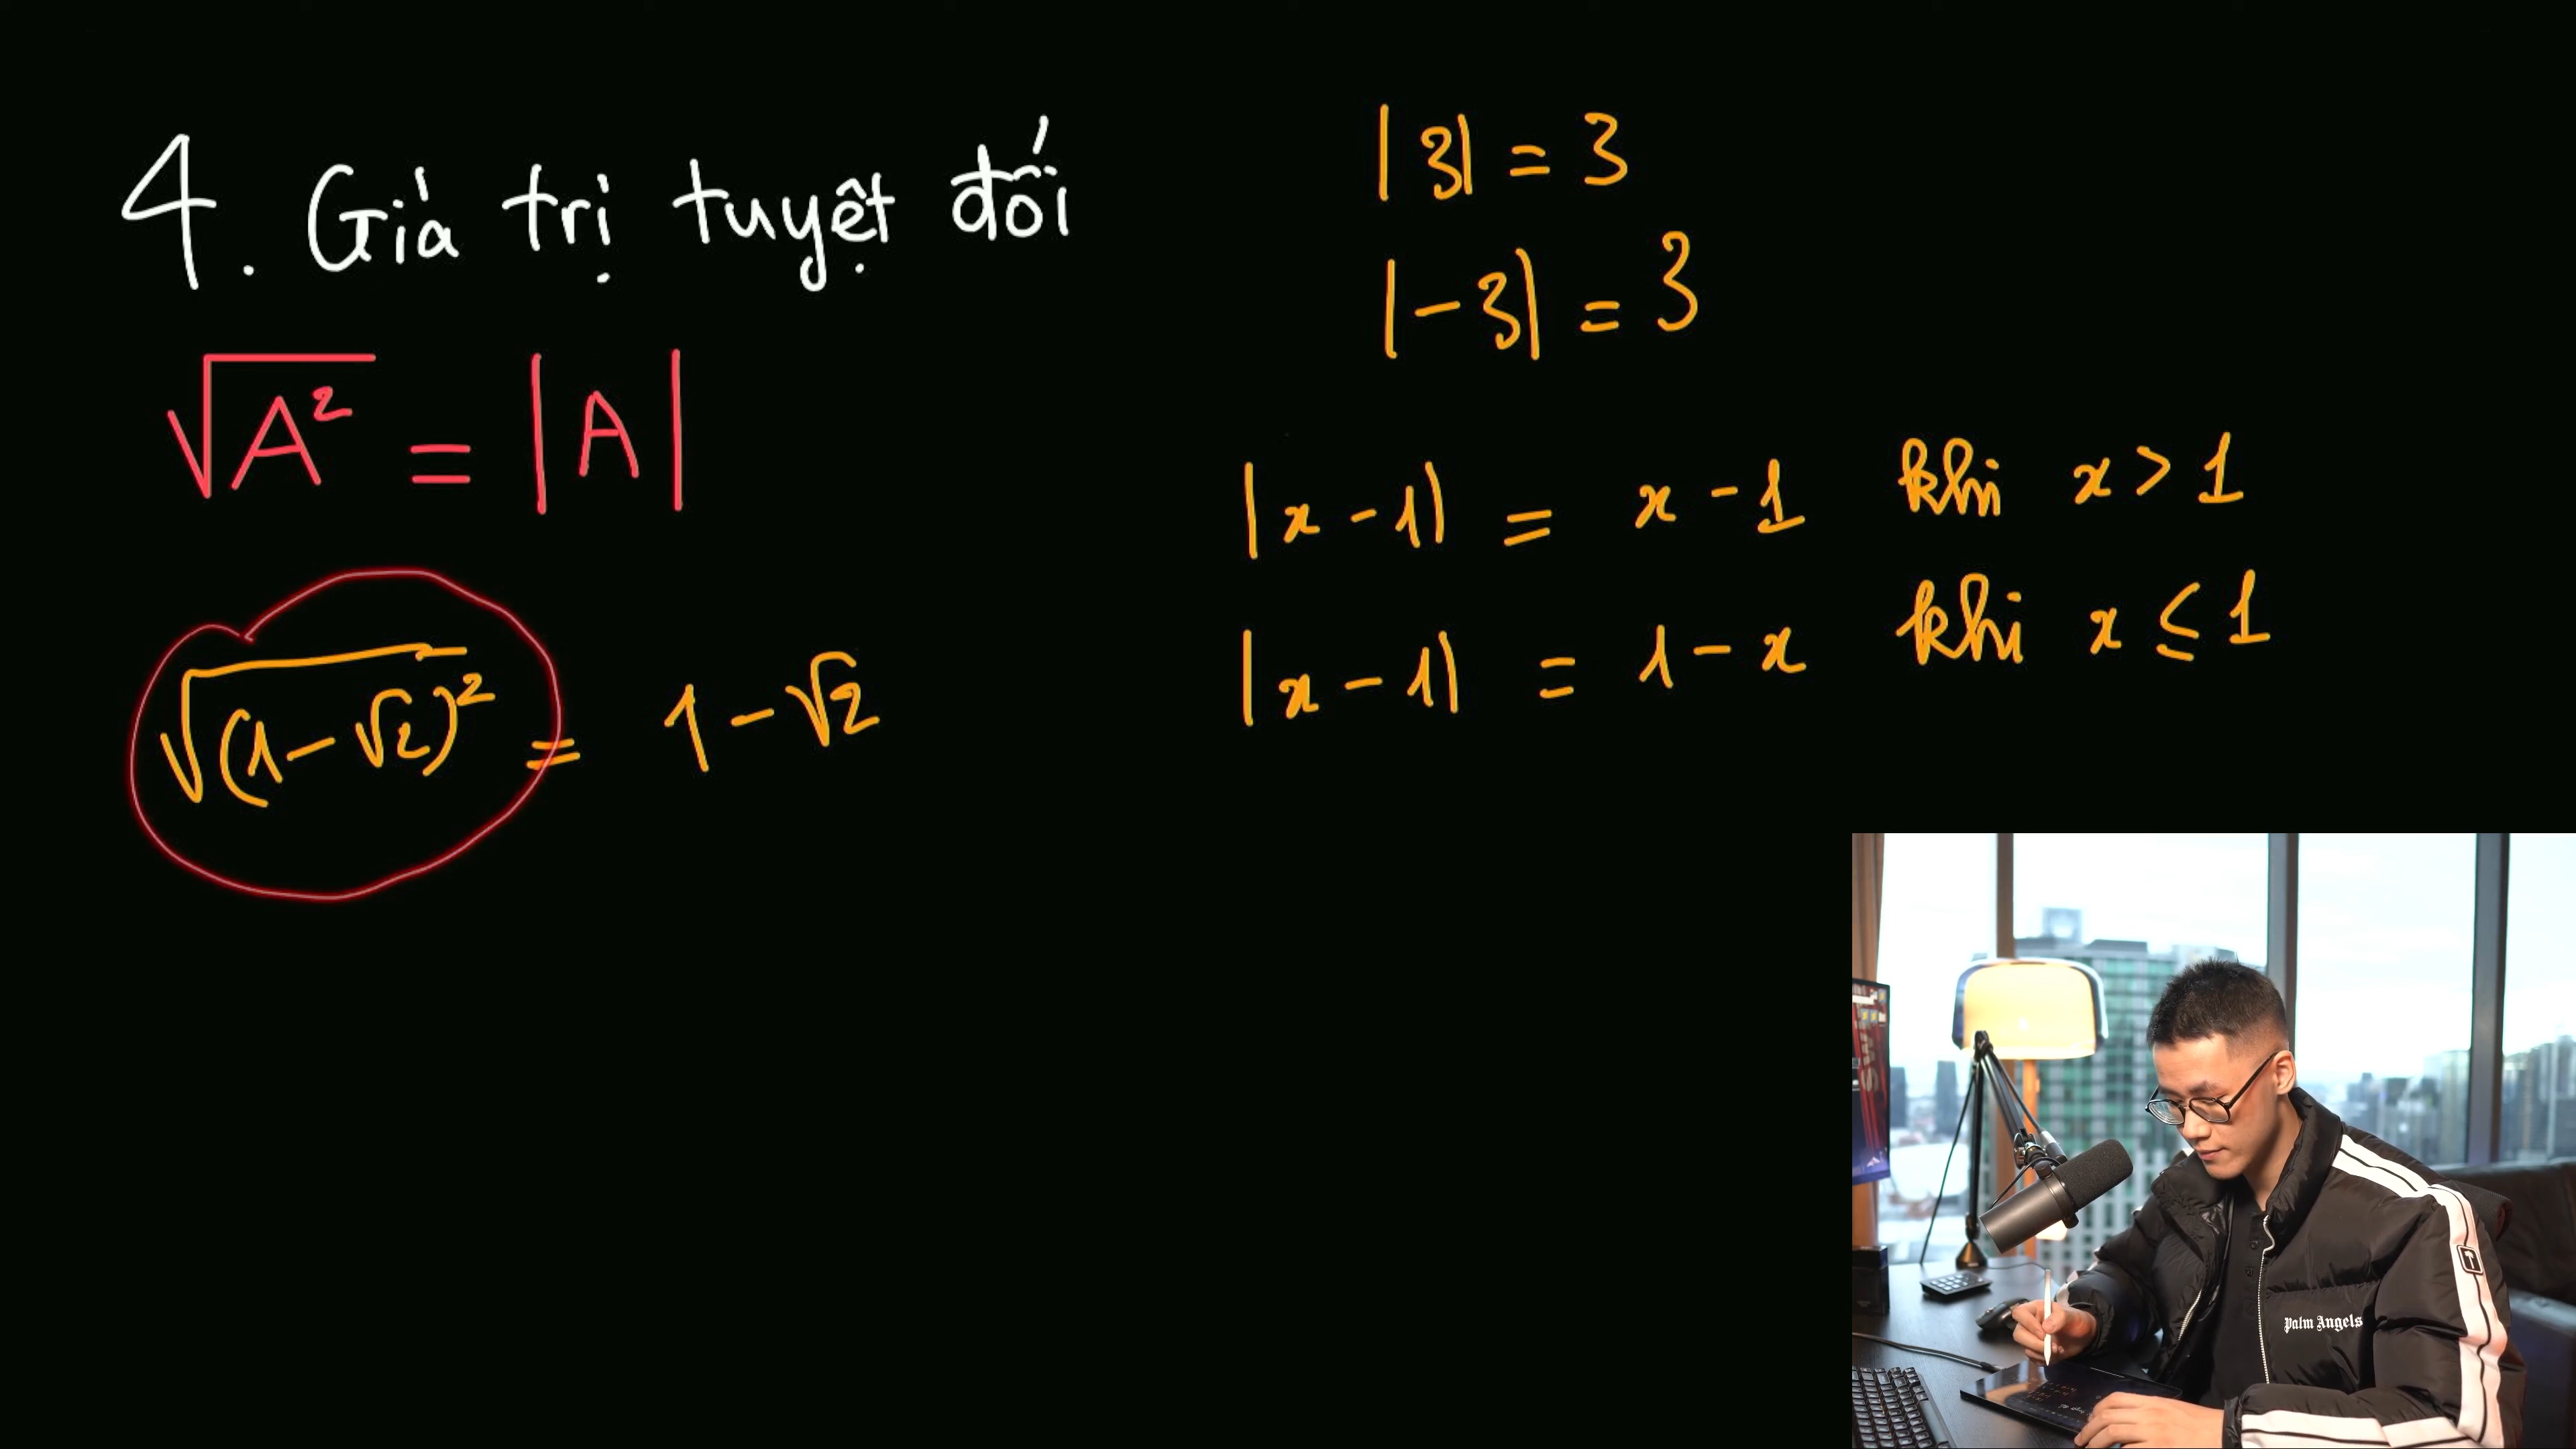 4. Giá trị tuyệt đối
√A² = |A|
√(1-√2)² = 1-√2
|3| = 3
|-3| = 3
|x-1| = x-1 khi x > 1
|x-1| = 1-x khi x ≤ 1
Palm Angels